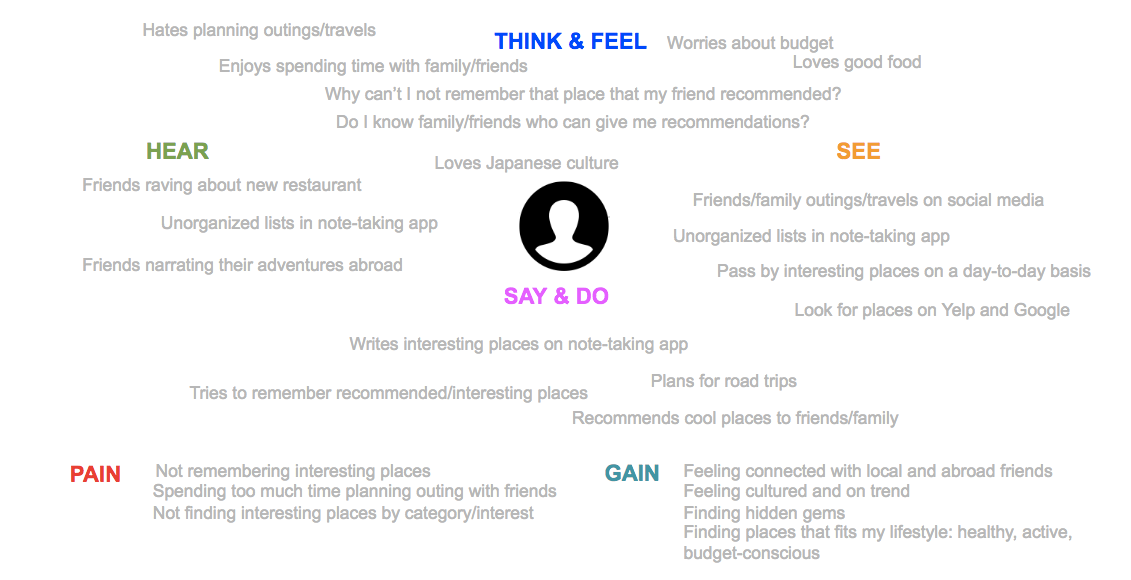 Hates planning outings/travels
THINK & FEEL
Worries about budget
Enjoys spending time with family/friends
Loves good food
Why can’t I not remember that place that my friend recommended?
Do I know family/friends who can give me recommendations?
Loves Japanese culture
HEAR
Friends raving about new restaurant
Unorganized lists in note-taking app
Friends narrating their adventures abroad
SEE
Friends/family outings/travels on social media
Unorganized lists in note-taking app
Pass by interesting places on a day-to-day basis
Look for places on Yelp and Google
SAY & DO
Writes interesting places on note-taking app
Plans for road trips
Tries to remember recommended/interesting places
Recommends cool places to friends/family
PAIN
Not remembering interesting places
Spending too much time planning outing with friends
Not finding interesting places by category/interest
GAIN
Feeling connected with local and abroad friends
Feeling cultured and on trend
Finding hidden gems
Finding places that fits my lifestyle: healthy, active,
budget-conscious